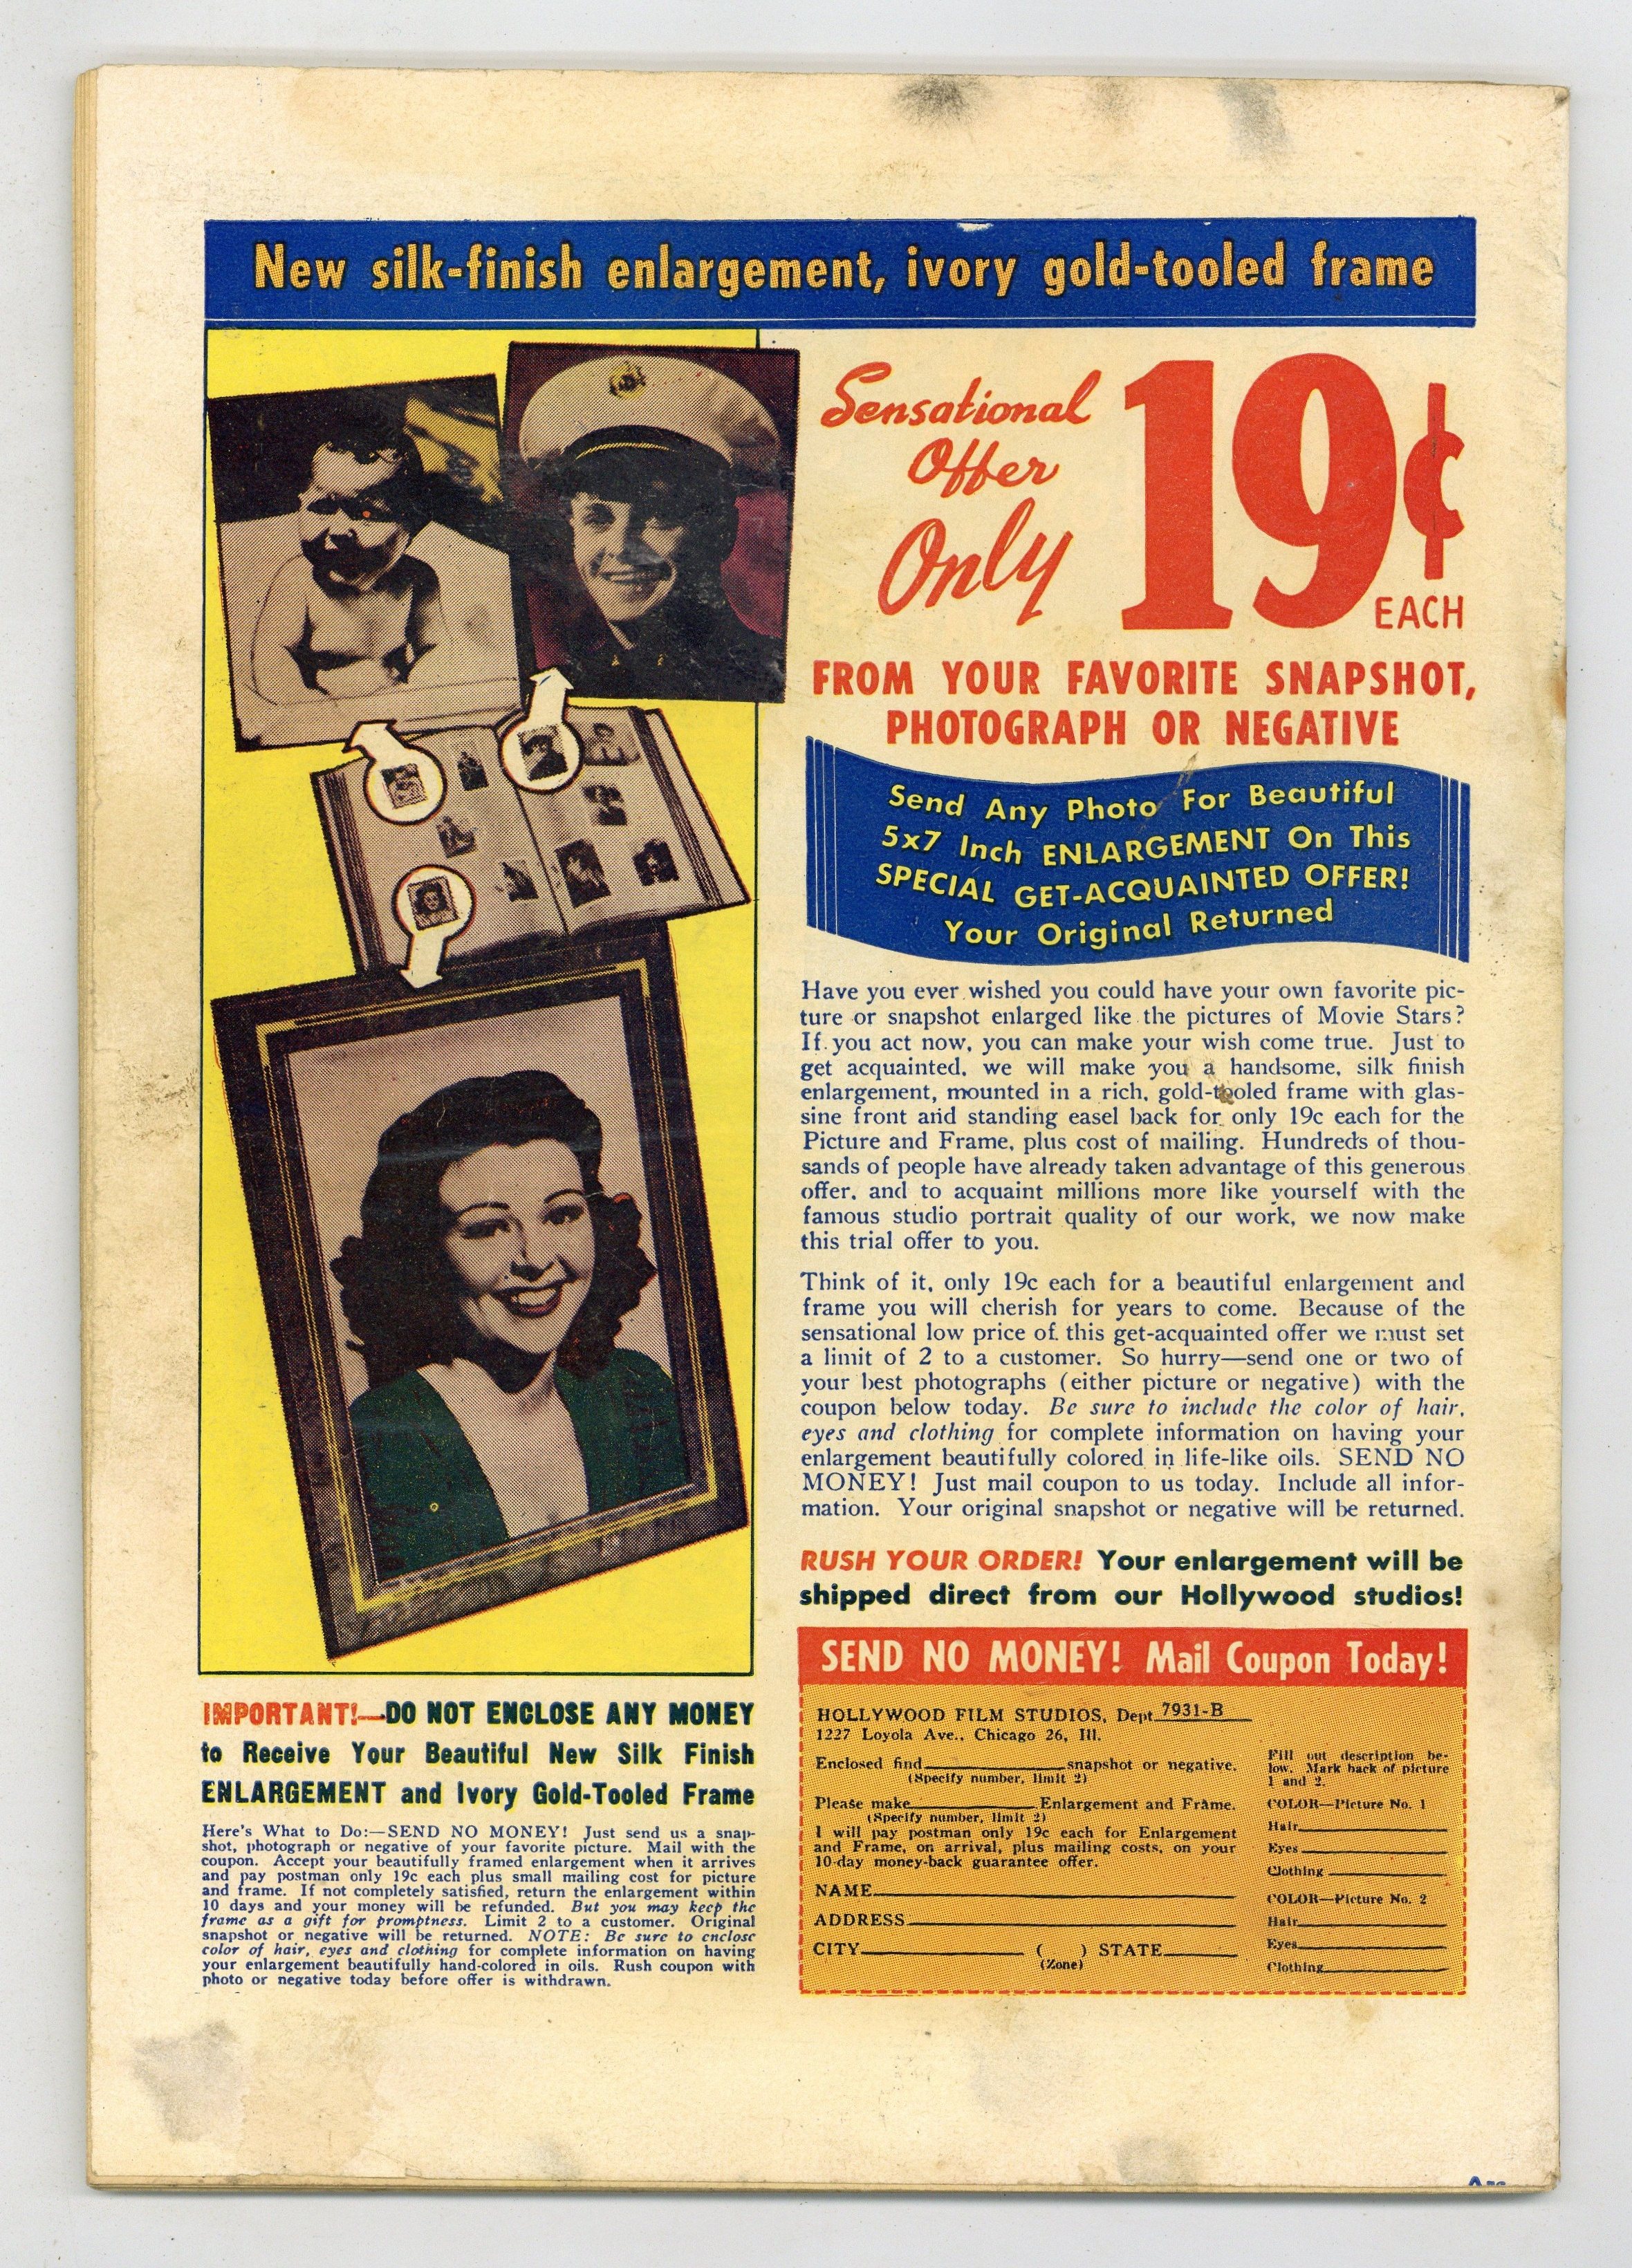 New silk-finish enlargement, ivory gold-tooled frame
Sensational
Offer
Only
19¢
EACH
FROM YOUR FAVORITE SNAPSHOT,
PHOTOGRAPH OR NEGATIVE
Send Any Photo For Beautiful
5x7 Inch ENLARGEMENT On This
SPECIAL GET-ACQUAINTED OFFER!
Your Original Returned
Have you ever wished you could have your own favorite pic-
ture or snapshot enlarged like the pictures of Movie Stars?
If you act now, you can make your wish come true. Just to
get acquainted, we will make you a handsome, silk finish
enlargement, mounted in a rich, gold-tooled frame with glas-
sine front and standing easel back for only 19c each for the
Picture and Frame, plus cost of mailing. Hundreds of thou-
sands of people have already taken advantage of this generous
offer, and to acquaint millions more like yourself with the
famous studio portrait quality of our work, we now make
this trial offer to you.
Think of it, only 19c each for a beautiful enlargement and
frame you will cherish for years to come. Because of the
sensational low price of this get-acquainted offer we must set
a limit of 2 to a customer. So hurry—send one or two of
your best photographs (either picture or negative) with the
coupon below today. Be sure to include the color of hair,
eyes and clothing for complete information on having your
enlargement beautifully colored in life-like oils. SEND NO
MONEY! Just mail coupon to us today. Include all infor-
mation. Your original snapshot or negative will be returned.
RUSH YOUR ORDER! Your enlargement will be
shipped direct from our Hollywood studios!
IMPORTANT!—DO NOT ENCLOSE ANY MONEY
to Receive Your Beautiful New Silk Finish
ENLARGEMENT and Ivory Gold-Tooled Frame
Here's What to Do:—SEND NO MONEY! Just send us a snap-
shot, photograph or negative of your favorite picture. Mail with the
coupon. Accept your beautifully framed enlargement when it arrives
and pay postman only 19c each plus small mailing cost for picture
and frame. If not completely satisfied, return the enlargement within
10 days and your money will be refunded. But you may keep the
frame as a gift for promptness. Limit 2 to a customer. Original
snapshot or negative will be returned. NOTE: Be sure to enclose
color of hair, eyes and clothing for complete information on having
your enlargement beautifully hand-colored in oils. Rush coupon with
photo or negative today before offer is withdrawn.
SEND NO MONEY! Mail Coupon Today!
HOLLYWOOD FILM STUDIOS, Dept. 7931-B
1227 Loyola Ave., Chicago 26, Ill.
Enclosed find snapshot or negative.
(Specify number, limit 2)
Please make Enlargement and Frame.
(Specify number, limit 2)
I will pay postman only 19c each for Enlargement
and Frame, on arrival, plus mailing costs, on your
10-day money-back guarantee offer.
NAME
ADDRESS
CITY ( ) STATE
(Zone)
Fill out description be-
low. Mark back of picture
1 and 2.
COLOR—Picture No. 1
Hair
Eyes
Clothing
COLOR—Picture No. 2
Hair
Eyes
Clothing